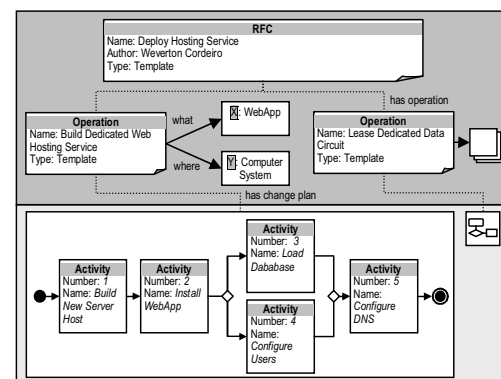 RFC
Name: Deploy Hosting Service
Author: Weverton Cordeiro
Type: Template
has operation
Operation
Name: Build Dedicated Web
Hosting Service
Type: Template
what
where
X: WebApp
Y: Computer
System
Operation
Name: Lease Dedicated Data
Circuit
Type: Template
has change plan
Activity
Number: 1
Name: Build
New Server
Host
Activity
Number: 2
Name: Install
WebApp
Activity
Number: 3
Name: Load
Dababase
Activity
Number: 4
Name:
Configure
Users
Activity
Number: 5
Name:
Configure
DNS